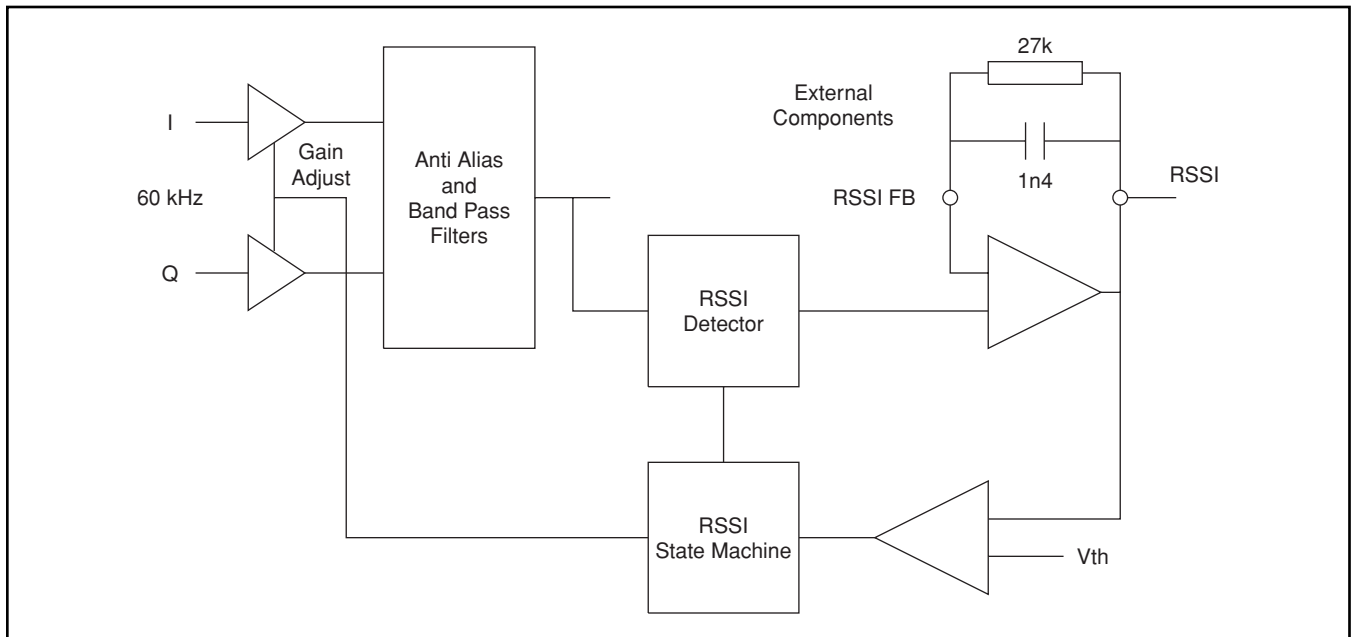 27k
External
Components
1n4
RSSI
RSSI FB
I
Gain
Adjust
60 kHz
Q
Anti Alias
and
Band Pass
Filters
RSSI
Detector
RSSI
State Machine
Vth